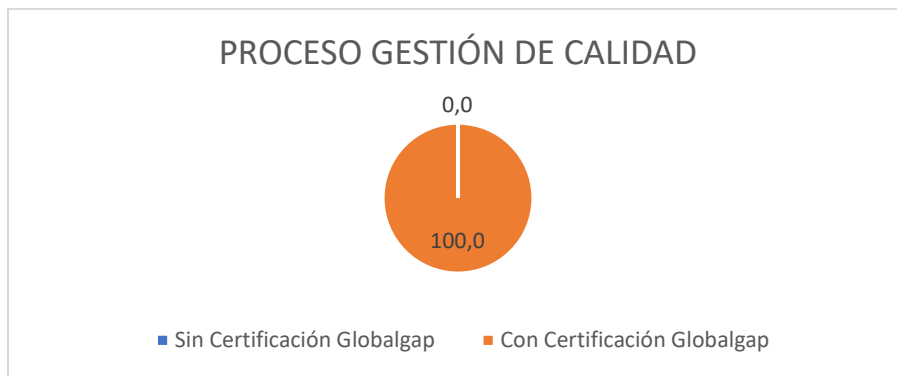 PROCESO GESTIÓN DE CALIDAD
0,0
100,0
Sin Certificación Globalgap
Con Certificación Globalgap